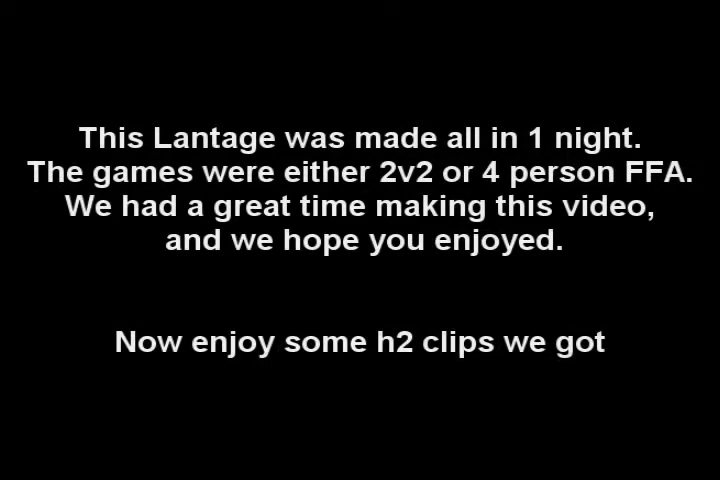 This Lantage was made all in 1 night.
The games were either 2v2 or 4 person FFA.
We had a great time making this video,
and we hope you enjoyed.
Now enjoy some h2 clips we got